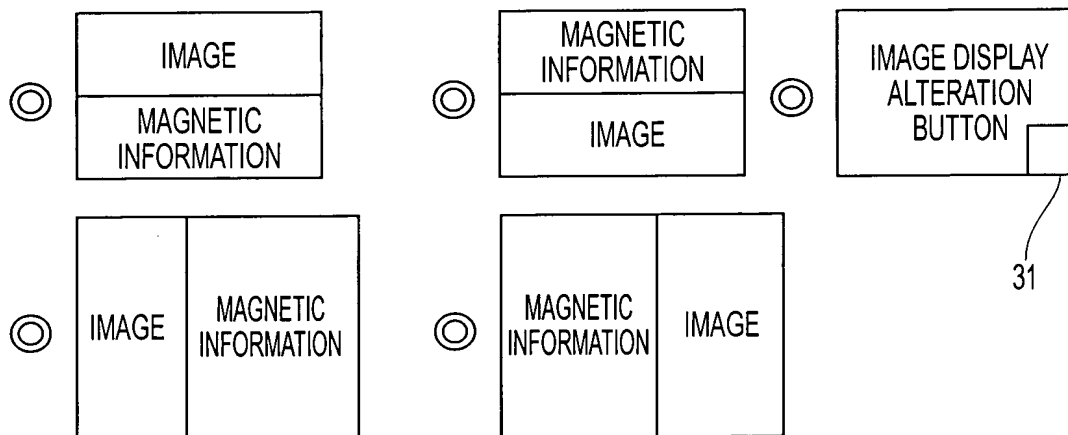 IMAGE
MAGNETIC
INFORMATION
MAGNETIC
INFORMATION
IMAGE
IMAGE DISPLAY
ALTERATION
BUTTON
31
IMAGE
MAGNETIC
INFORMATION
MAGNETIC
INFORMATION
IMAGE